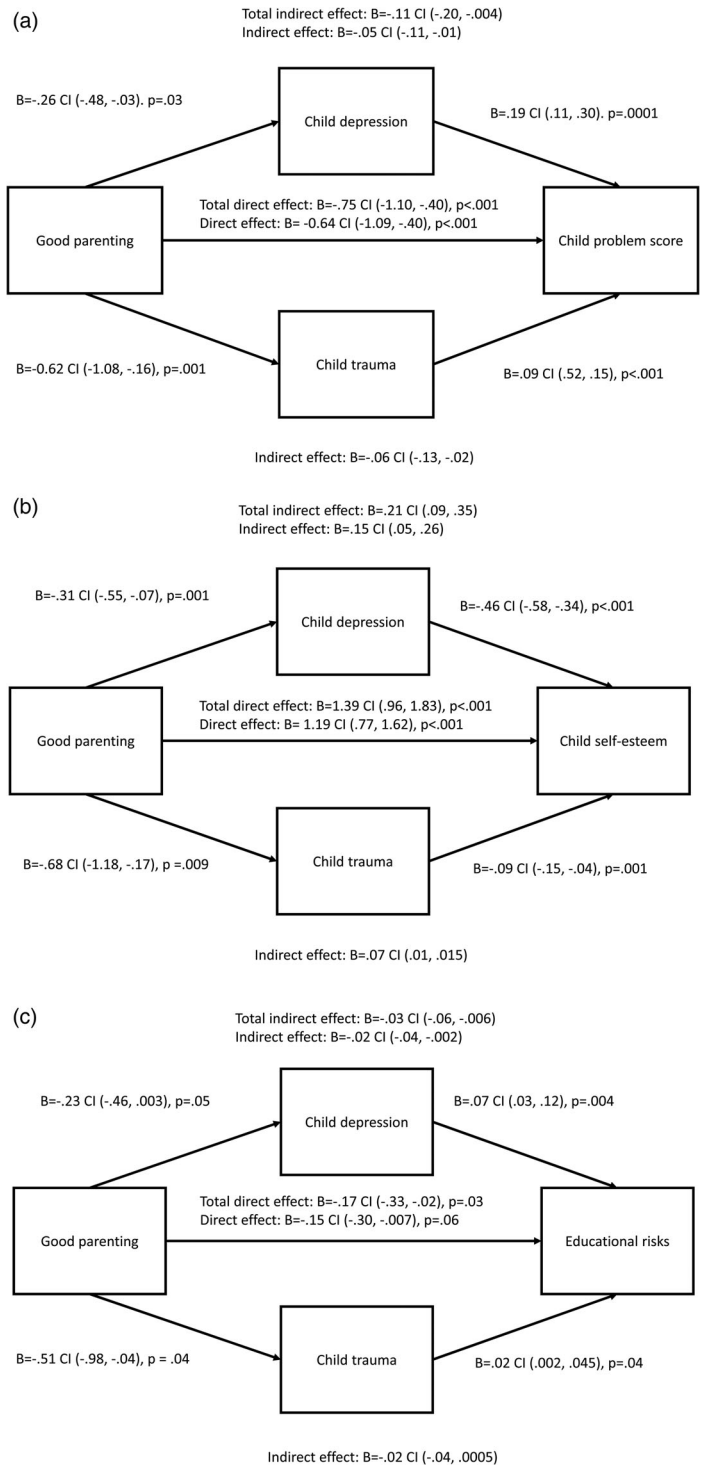 (a)
Total indirect effect: B=-.11 CI (-.20, -.004)
Indirect effect: B=-.05 CI (-.11, -.01)
B=-.26 CI (-.48, -.03). p=.03
Child depression
B=.19 CI (.11, .30). p=.0001
Good parenting
Total direct effect: B=-.75 CI (-1.10, -.40), p<.001
Direct effect: B= -0.64 CI (-1.09, -.40), p<.001
Child problem score
B=-0.62 CI (-1.08, -.16), p=.001
Child trauma
B=.09 CI (.52, .15), p<.001
Indirect effect: B=-.06 CI (-.13, -.02)
(b)
Total indirect effect: B=.21 CI (.09, .35)
Indirect effect: B=.15 CI (.05, .26)
B=-.31 CI (-.55, -.07), p=.001
Child depression
B=-.46 CI (-.58, -.34), p<.001
Good parenting
Total direct effect: B=1.39 CI (.96, 1.83), p<.001
Direct effect: B= 1.19 CI (.77, 1.62), p<.001
Child self-esteem
B=-.68 CI (-1.18, -.17), p =.009
Child trauma
B=-.09 CI (-.15, -.04), p=.001
Indirect effect: B=.07 CI (.01, .015)
(c)
Total indirect effect: B=-.03 CI (-.06, -.006)
Indirect effect: B=-.02 CI (-.04, -.002)
B=-.23 CI (-.46, .003), p=.05
Child depression
B=.07 CI (.03, .12), p=.004
Good parenting
Total direct effect: B=-.17 CI (-.33, -.02), p=.03
Direct effect: B=-.15 CI (-.30, -.007), p=.06
Educational risks
B=-.51 CI (-.98, -.04), p = .04
Child trauma
B=.02 CI (.002, .045), p=.04
Indirect effect: B=-.02 CI (-.04, .0005)